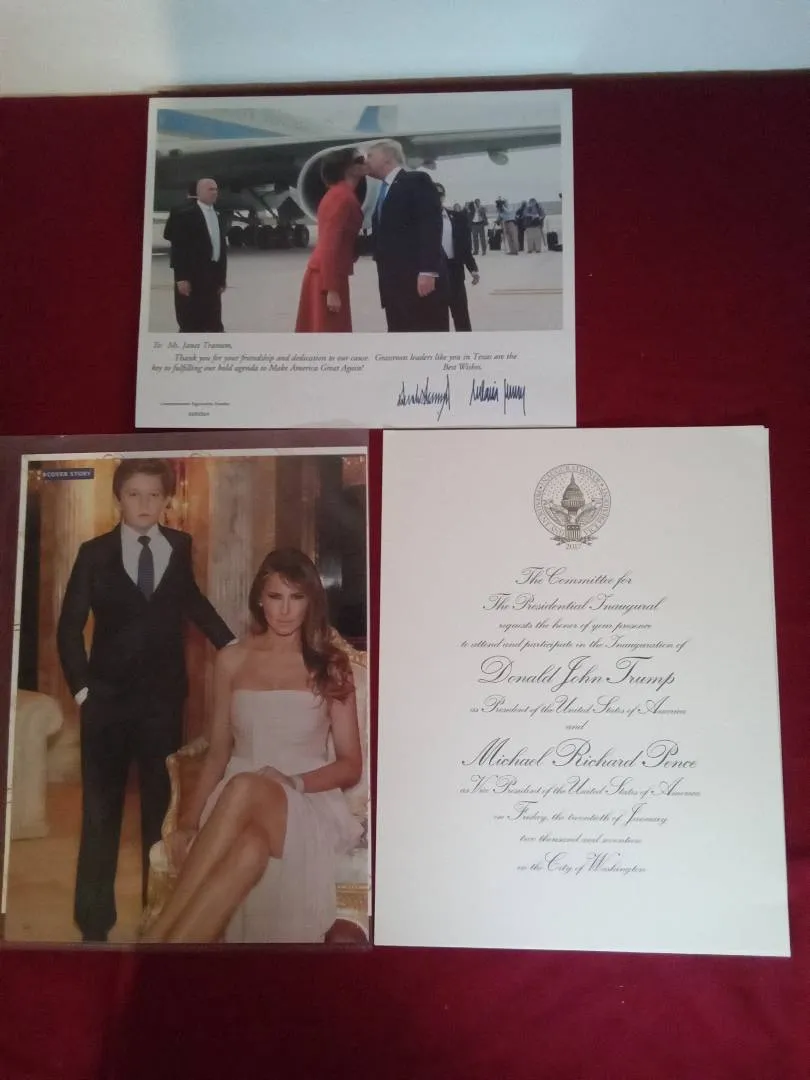 To: Ms. Janet
Thank you for your friendship and dedication to our cause. Grassroots leaders like you in Texas are the
key to fulfilling our bold agenda to Make America Great Again!
Best Wishes,
#COVER STORY
2017
The Committee for
The Presidential Inaugural
requests the honor of your presence
to attend and participate in the Inauguration of
Donald John Trump
as President of the United States of America
and
Michael Richard Pence
as Vice President of the United States of America
on Friday, the twentieth of January
two thousand and seventeen
in the City of Washington